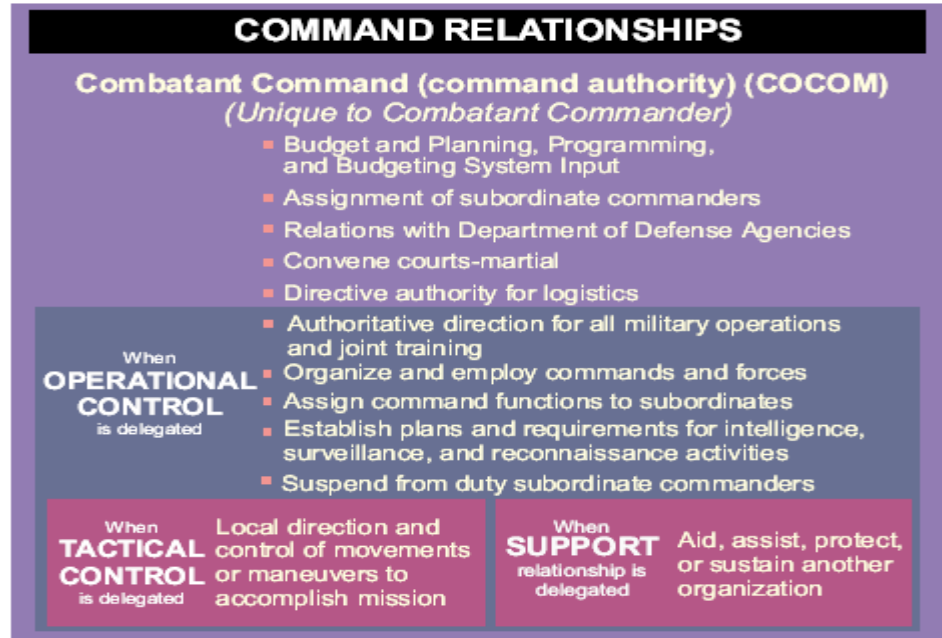 COMMAND RELATIONSHIPS
Combatant Command (command authority) (COCOM)
(Unique to Combatant Commander)
Budget and Planning, Programming,
and Budgeting System Input
Assignment of subordinate commanders
Relations with Department of Defense Agencies
Convene courts-martial
Directive authority for logistics
When
OPERATIONAL
CONTROL
is delegated
Authoritative direction for all military operations
and joint training
Organize and employ commands and forces
Assign command functions to subordinates
Establish plans and requirements for intelligence,
surveillance, and reconnaissance activities
Suspend from duty subordinate commanders
When
TACTICAL
CONTROL
is delegated
Local direction and
control of movements
or maneuvers to
accomplish mission
When
SUPPORT
relationship is
delegated
Aid, assist, protect,
or sustain another
organization